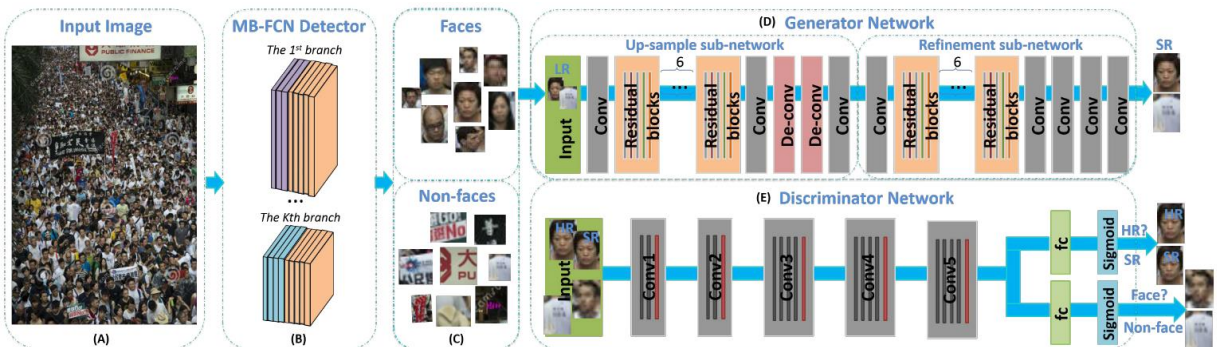 Input Image
PUBLIC FINANCE
(A)
MB-FCN Detector
The 1st branch
...
The Kth branch
(B)
Faces
Non-faces
No
大
PU
(C)
(D) Generator Network
Up-sample sub-network
Refinement sub-network
LR
Input
Conv
Residual blocks
6
...
Residual blocks
Conv
De-conv
De-conv
Conv
Conv
Residual blocks
6
...
Residual blocks
Conv
Conv
Conv
Conv
SR
(E) Discriminator Network
HR
SR
Input
Conv1
Conv2
Conv3
Conv4
Conv5
fc
Sigmoid
HR?
SR
HR
SR
fc
Sigmoid
Face?
Non-face